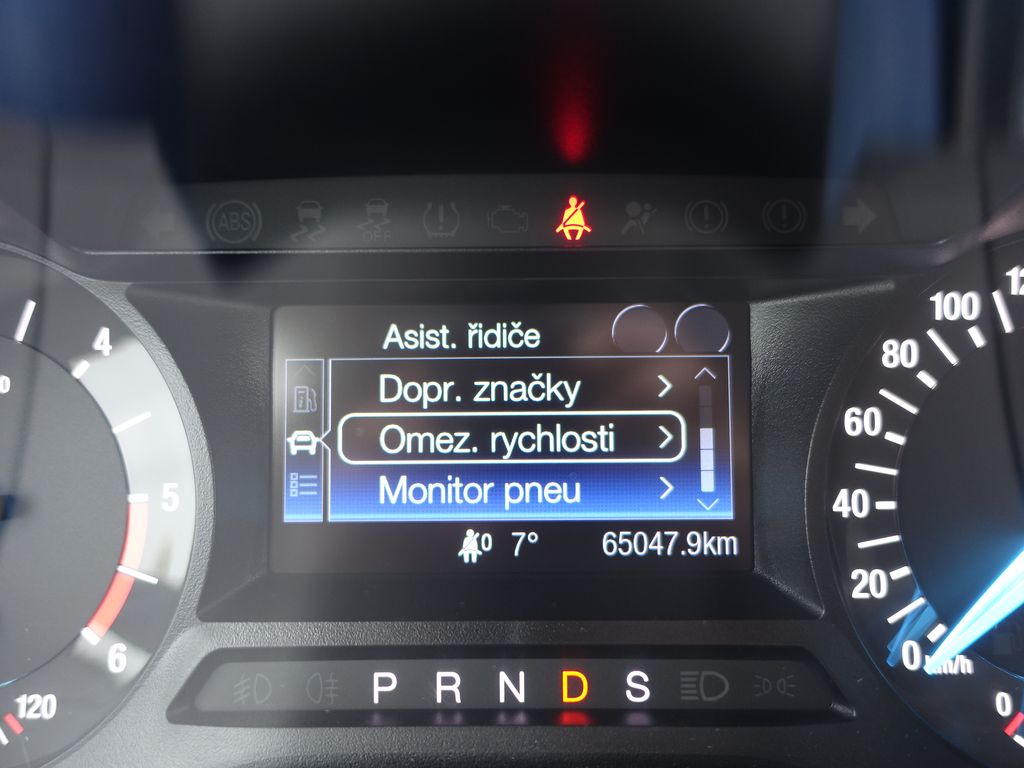 ABS
OFF
Asist. řidiče
Dopr. značky
Omez. rychlosti
Monitor pneu
0 7° 65047.9km
P R N D S
4
5
6
120
100
80
60
40
20
0
km/h
0